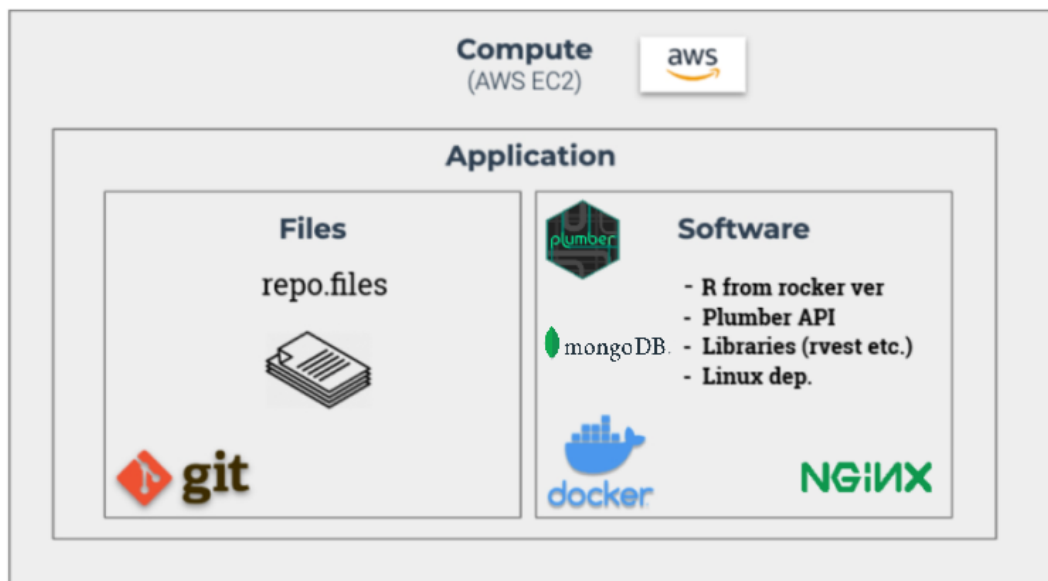 Compute
(AWS EC2)
aws
Application
Files
repo.files
git
plumber
Software
- R from rocker ver
- Plumber API
- Libraries (rvest etc.)
- Linux dep.
mongoDB.
docker
NGiNX